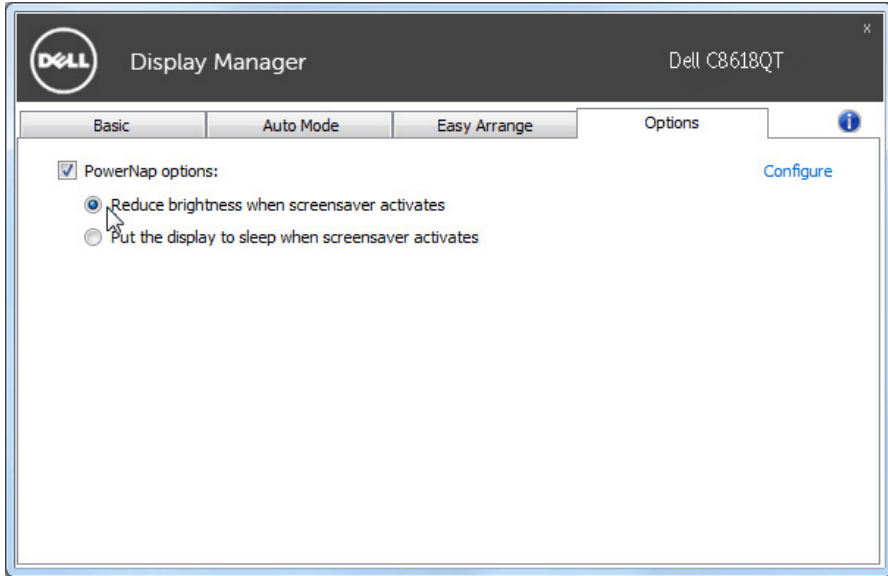 x
DELL
Display Manager
Dell C8618QT
Basic Auto Mode Easy Arrange Options i
PowerNap options: Configure
Reduce brightness when screensaver activates
Put the display to sleep when screensaver activates